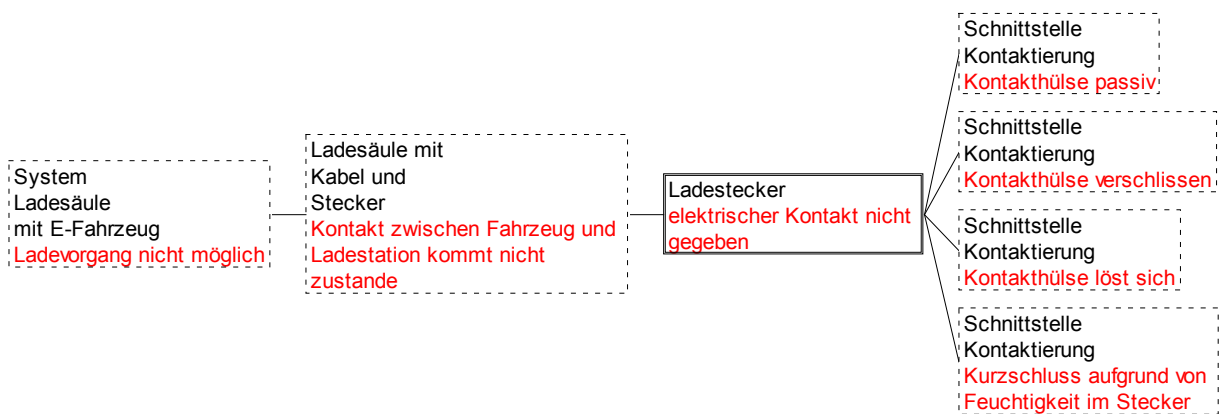 System
Ladesäule
mit E-Fahrzeug
Ladevorgang nicht möglich
Ladesäule mit
Kabel und
Stecker
Kontakt zwischen Fahrzeug und
Ladestation kommt nicht
zustande
Ladestecker
elektrischer Kontakt nicht
gegeben
Schnittstelle
Kontaktierung
Kontakthülse passiv
Schnittstelle
Kontaktierung
Kontakthülse verschlissen
Schnittstelle
Kontaktierung
Kontakthülse löst sich
Schnittstelle
Kontaktierung
Kurzschluss aufgrund von
Feuchtigkeit im Stecker